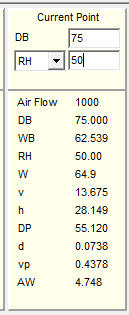 Current Point
DB 75
RH 50
Air Flow 1000
DB 75.000
WB 62.539
RH 50.00
W 64.9
v 13.675
h 28.149
DP 55.120
d 0.0738
vp 0.4378
AW 4.748